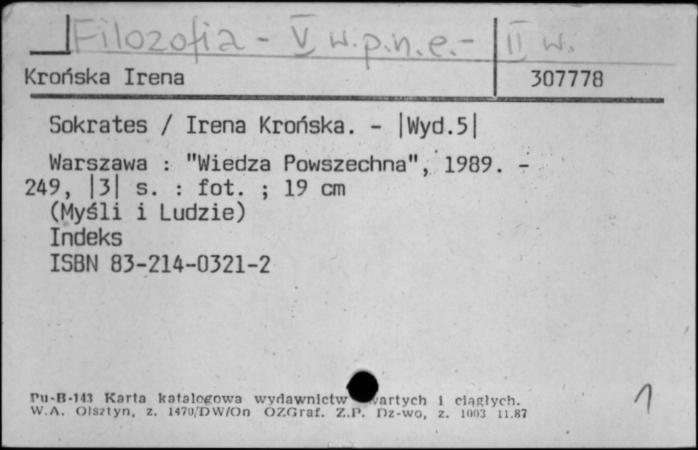 Filozofia - V w.p.n.e.- II w.
Krońska Irena 307778
Sokrates / Irena Krońska. - |Wyd.5|
Warszawa : "Wiedza Powszechna", 1989. -
249, |3| s. : fot. ; 19 cm
(Myśli i Ludzie)
Indeks
ISBN 83-214-0321-2
Pu-B-143 Karta katalogowa wydawnictw wartych i ciągłych.
W.A. Olsztyn, z. 1470/DW/On OZGraf. Z.P. Dz-wo, z. 1003 11.87
1